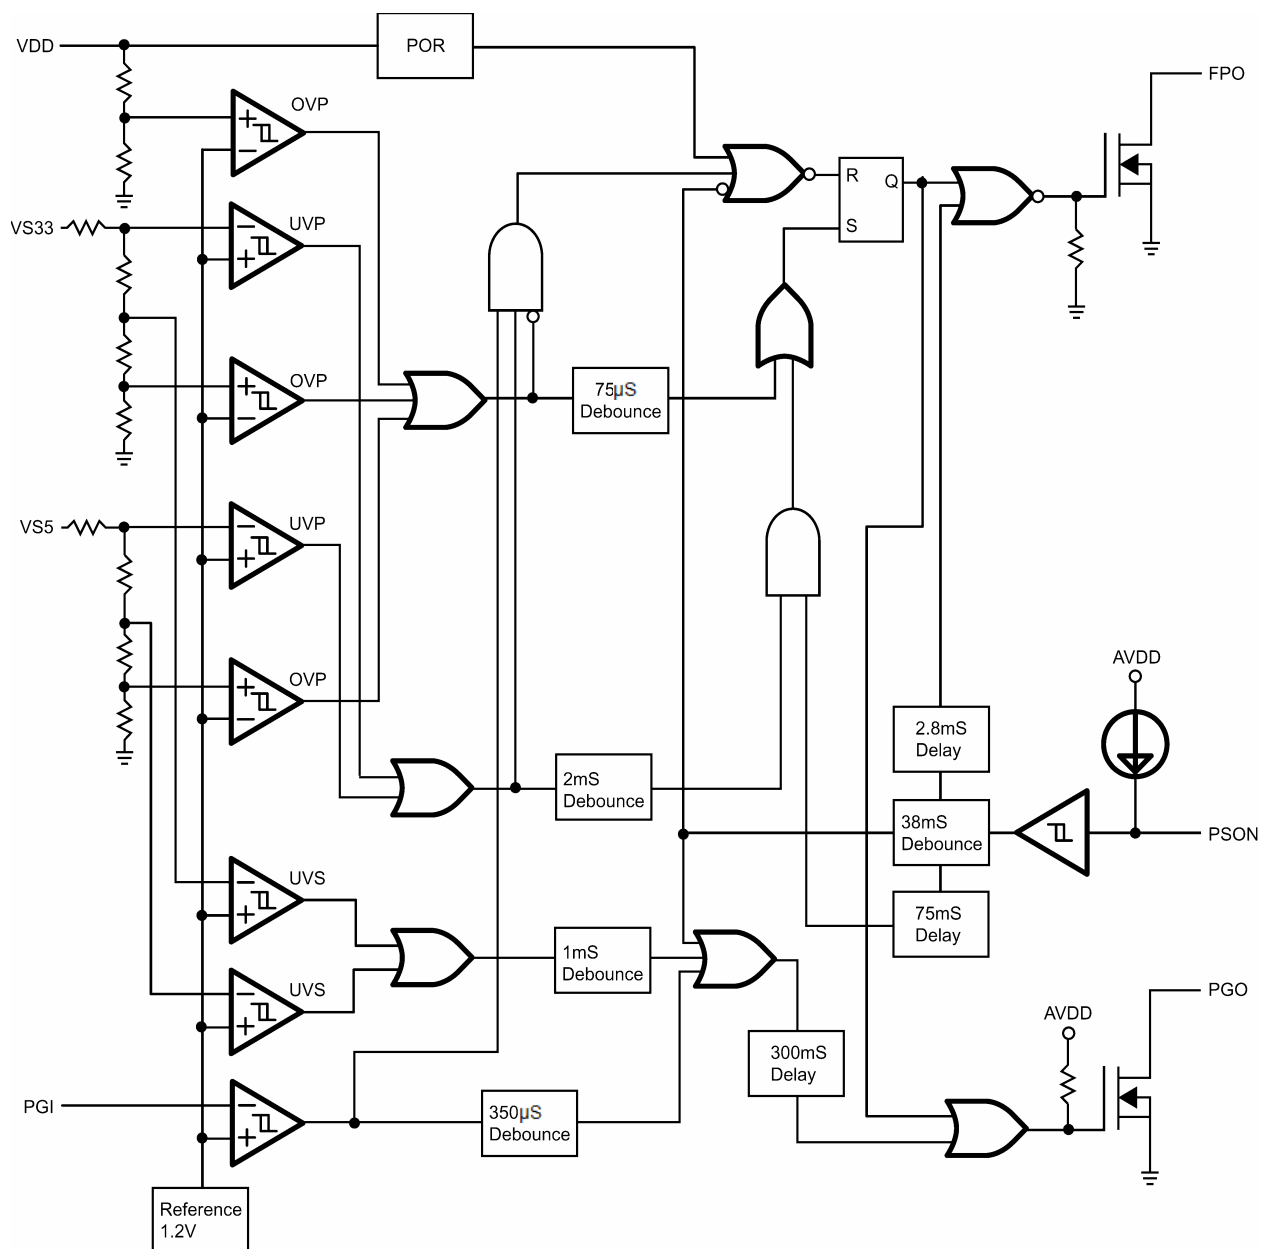 VDD
POR
FPO
OVP
+
−
VS33
UVP
−
+
R
Q
S
OVP
+
−
75µS
Debounce
VS5
UVP
−
+
OVP
+
−
AVDD
2.8mS
Delay
2mS
Debounce
38mS
Debounce
PSON
UVS
−
+
75mS
Delay
1mS
Debounce
UVS
−
+
PGO
AVDD
300mS
Delay
PGI
−
+
350µS
Debounce
Reference
1.2V